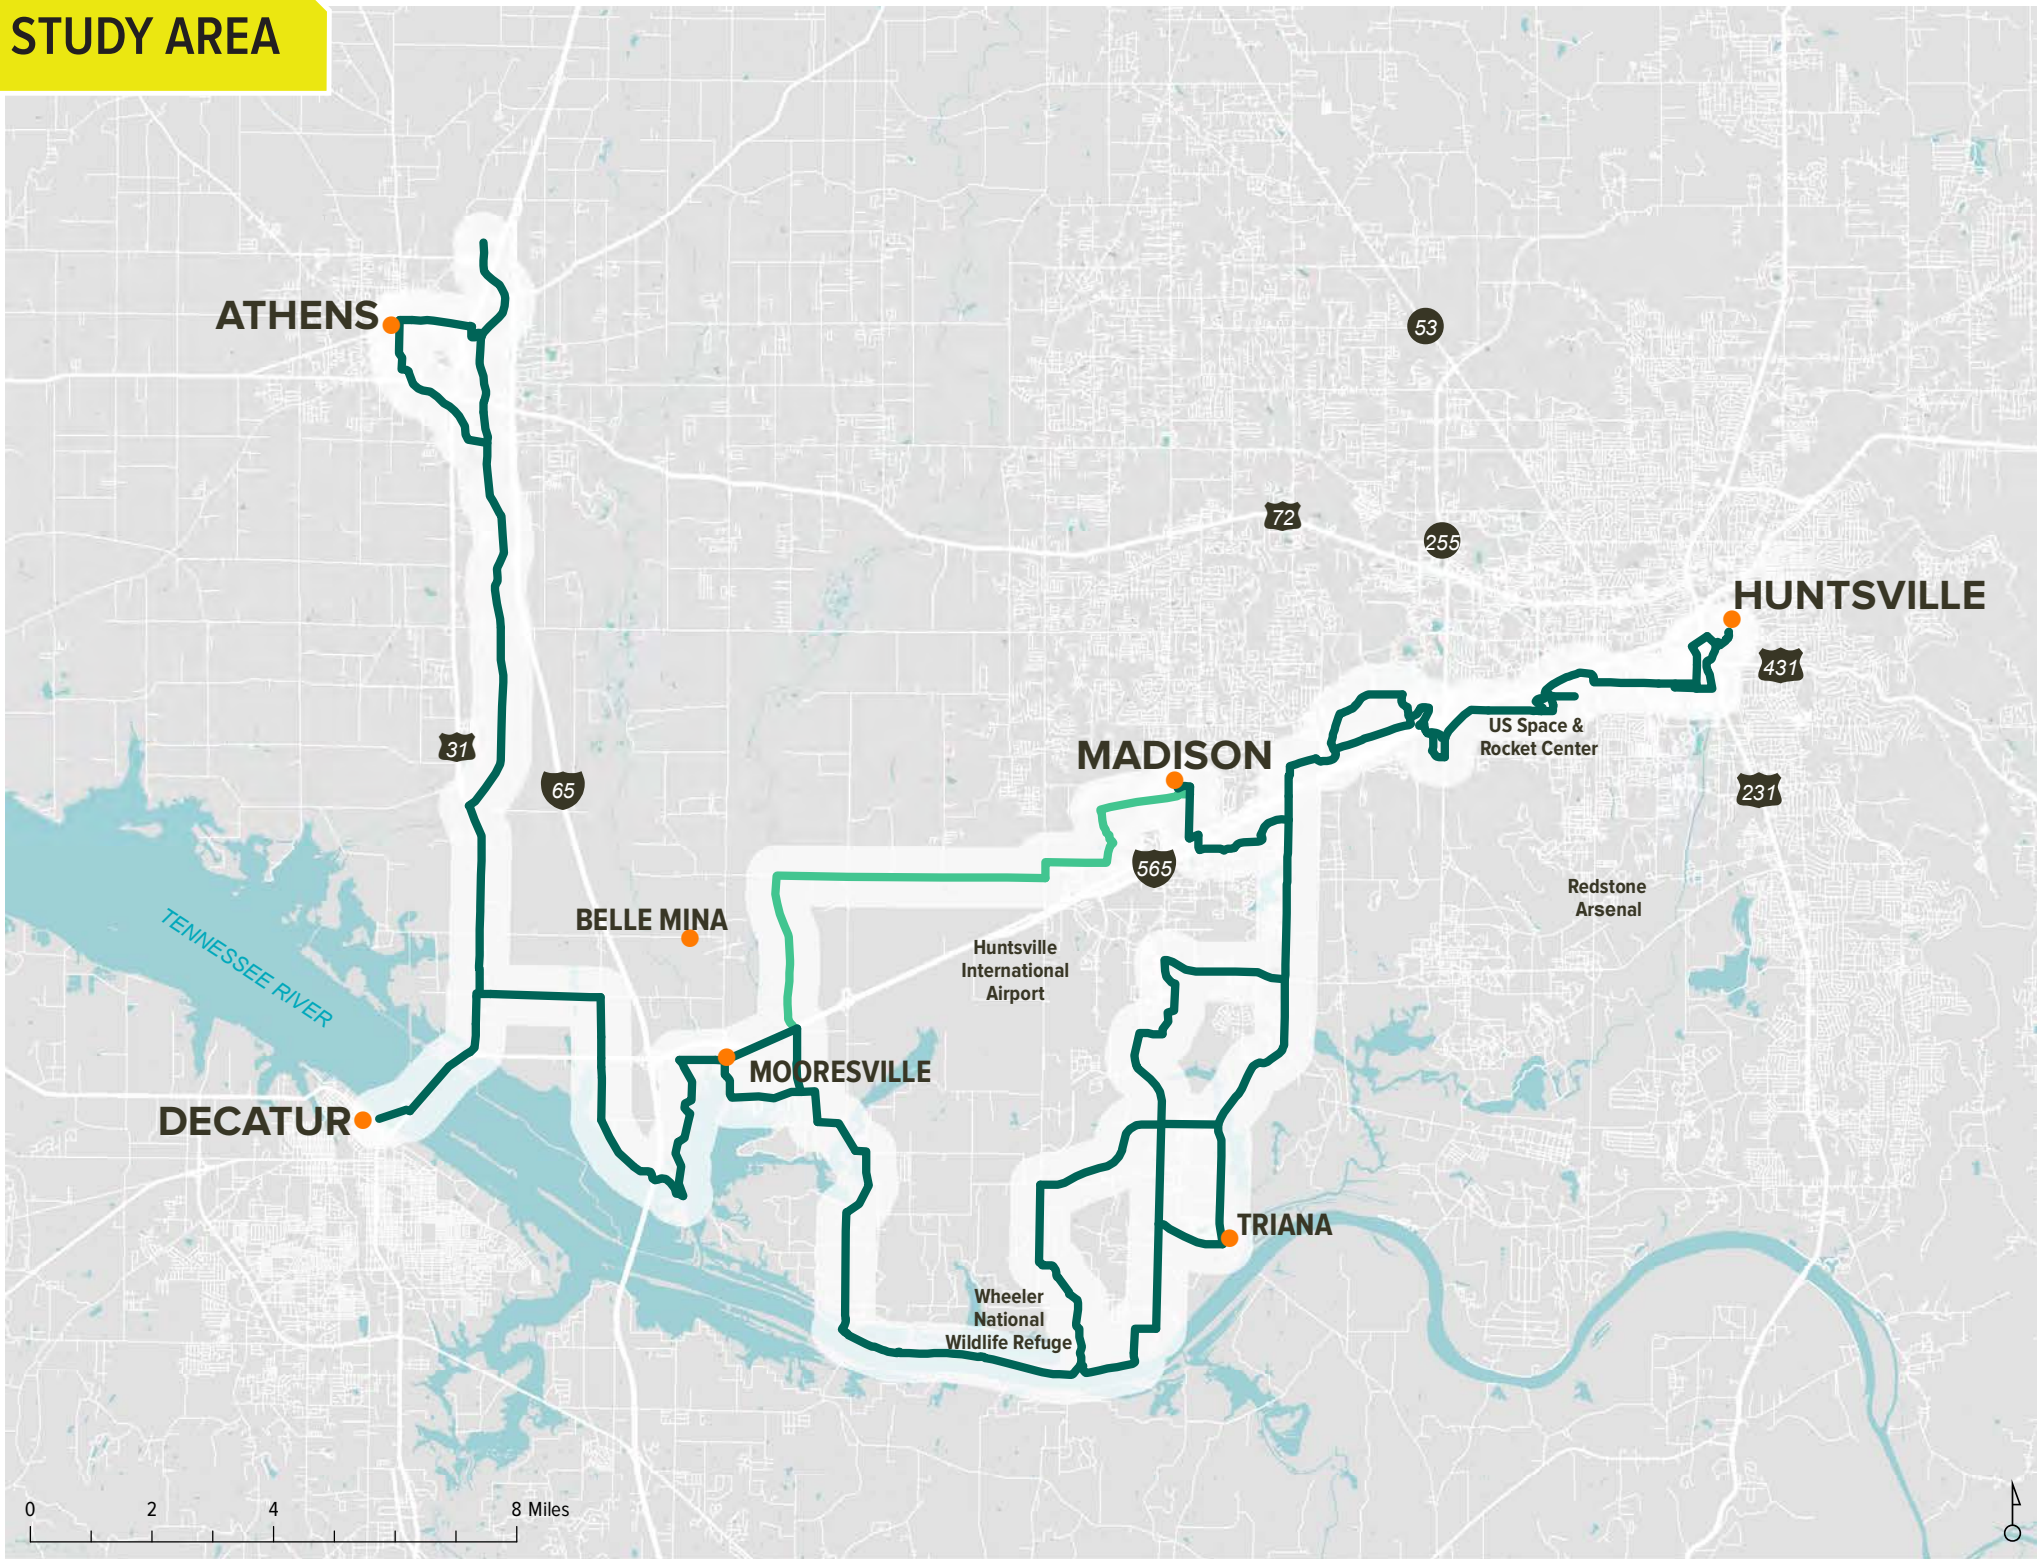 STUDY AREA
ATHENS
53
72
255
HUNTSVILLE
431
US Space &
Rocket Center
31
65
MADISON
231
565
Redstone
Arsenal
BELLE MINA
TENNESSEE RIVER
Huntsville
International
Airport
MOORESVILLE
DECATUR
TRIANA
Wheeler
National
Wildlife Refuge
0 2 4 8 Miles